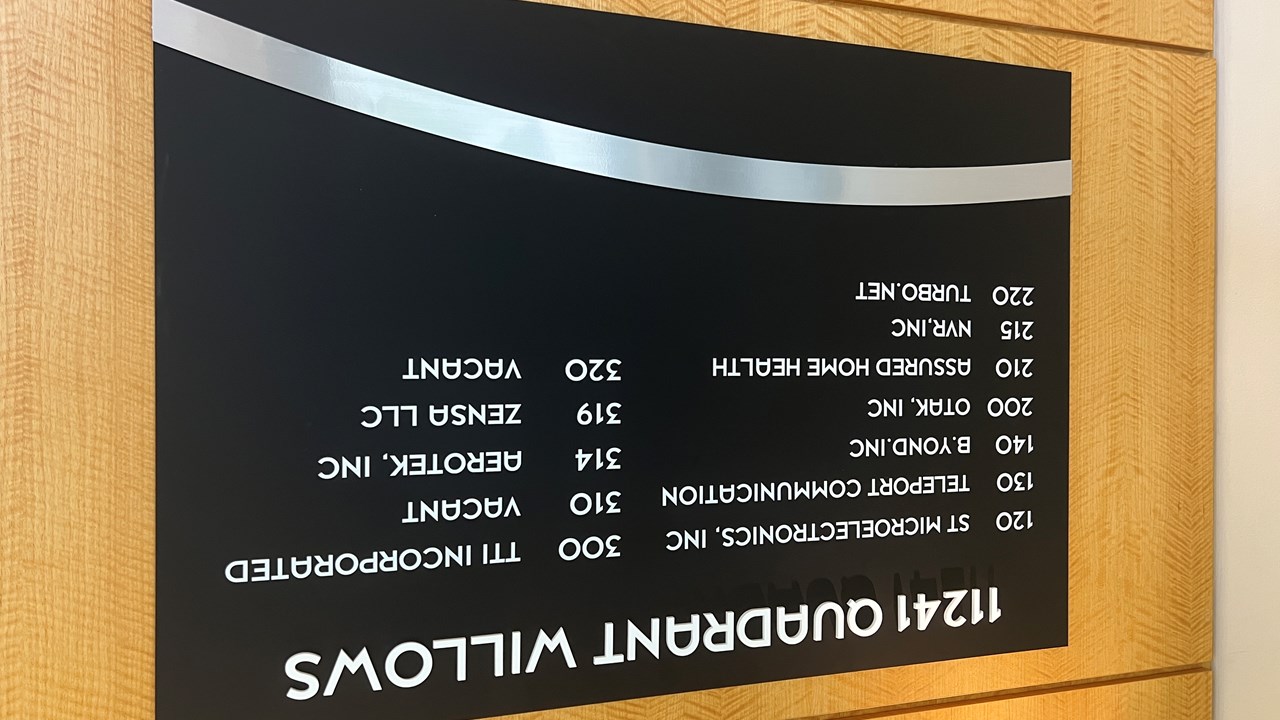 11241 QUADRANT WILLOWS
120 ST MICROELECTRONICS, INC
130 TELEPORT COMMUNICATION
140 B.YOND.INC
200 OTAK, INC
210 ASSURED HOME HEALTH
215 NVR,INC
220 TURBO.NET
300 TTI INCORPORATED
310 VACANT
314 AEROTEK, INC
319 ZENSA LLC
320 VACANT